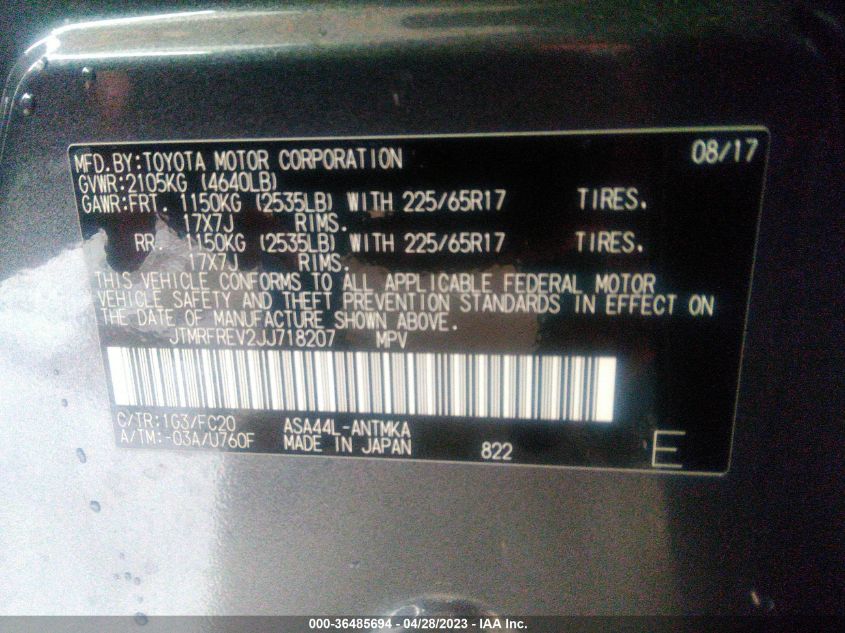 MFD.BY:TOYOTA MOTOR CORPORATION 08/17
GVWR:2105KG (4640LB)
GAWR:FRT. 1150KG (2535LB) WITH 225/65R17 TIRES.
17X7J RIMS.
RR. 1150KG (2535LB) WITH 225/65R17 TIRES.
17X7J RIMS.
THIS VEHICLE CONFORMS TO ALL APPLICABLE FEDERAL MOTOR
VEHICLE SAFETY AND THEFT PREVENTION STANDARDS IN EFFECT ON
THE DATE OF MANUFACTURE SHOWN ABOVE.
JTMRFREV2JJ718207 MPV
C/TR:1G3/FC20 ASA44L-ANTMKA
A/TM:-03A/U760F MADE IN JAPAN 822 E
000-36485694 - 04/28/2023 - IAA Inc.